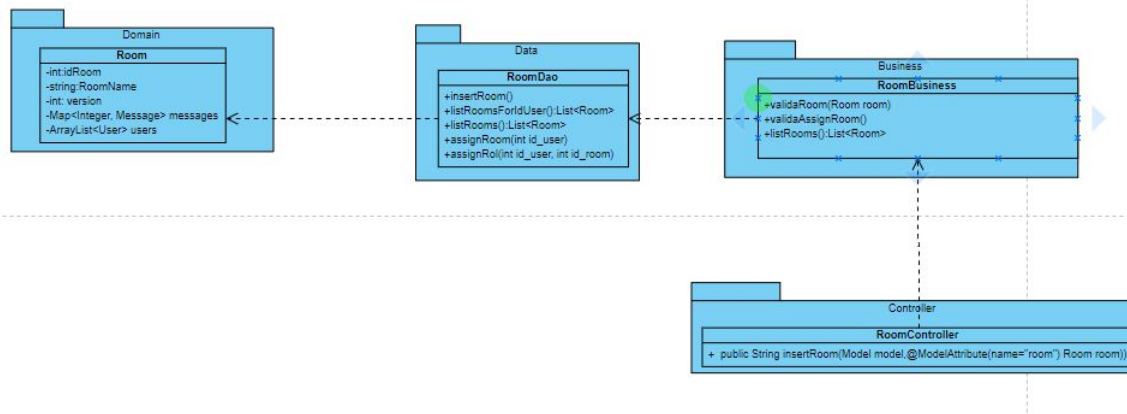 Domain
Room
-int:idRoom
-string:RoomName
-int: version
-Map<Integer, Message> messages
-ArrayList<User> users
Data
RoomDao
+insertRoom()
+listRoomsForIdUser():List<Room>
+listRooms():List<Room>
+assignRoom(int id_user)
+assignRol(int id_user, int id_room)
Business
RoomBusiness
+validaRoom(Room room)
+validaAssignRoom()
+listRooms():List<Room>
Controller
RoomController
+ public String insertRoom(Model model,@ModelAttribute(name="room") Room room))